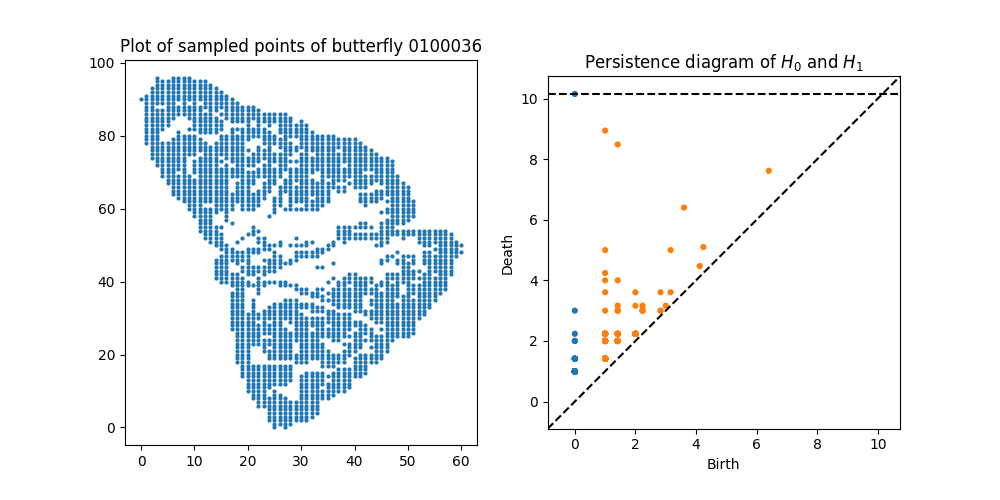 Plot of sampled points of butterfly 0100036
100
80
60
40
20
0
0 10 20 30 40 50 60
Persistence diagram of H₀ and H₁
10
8
6
4
2
0
Death
0 2 4 6 8 10
Birth